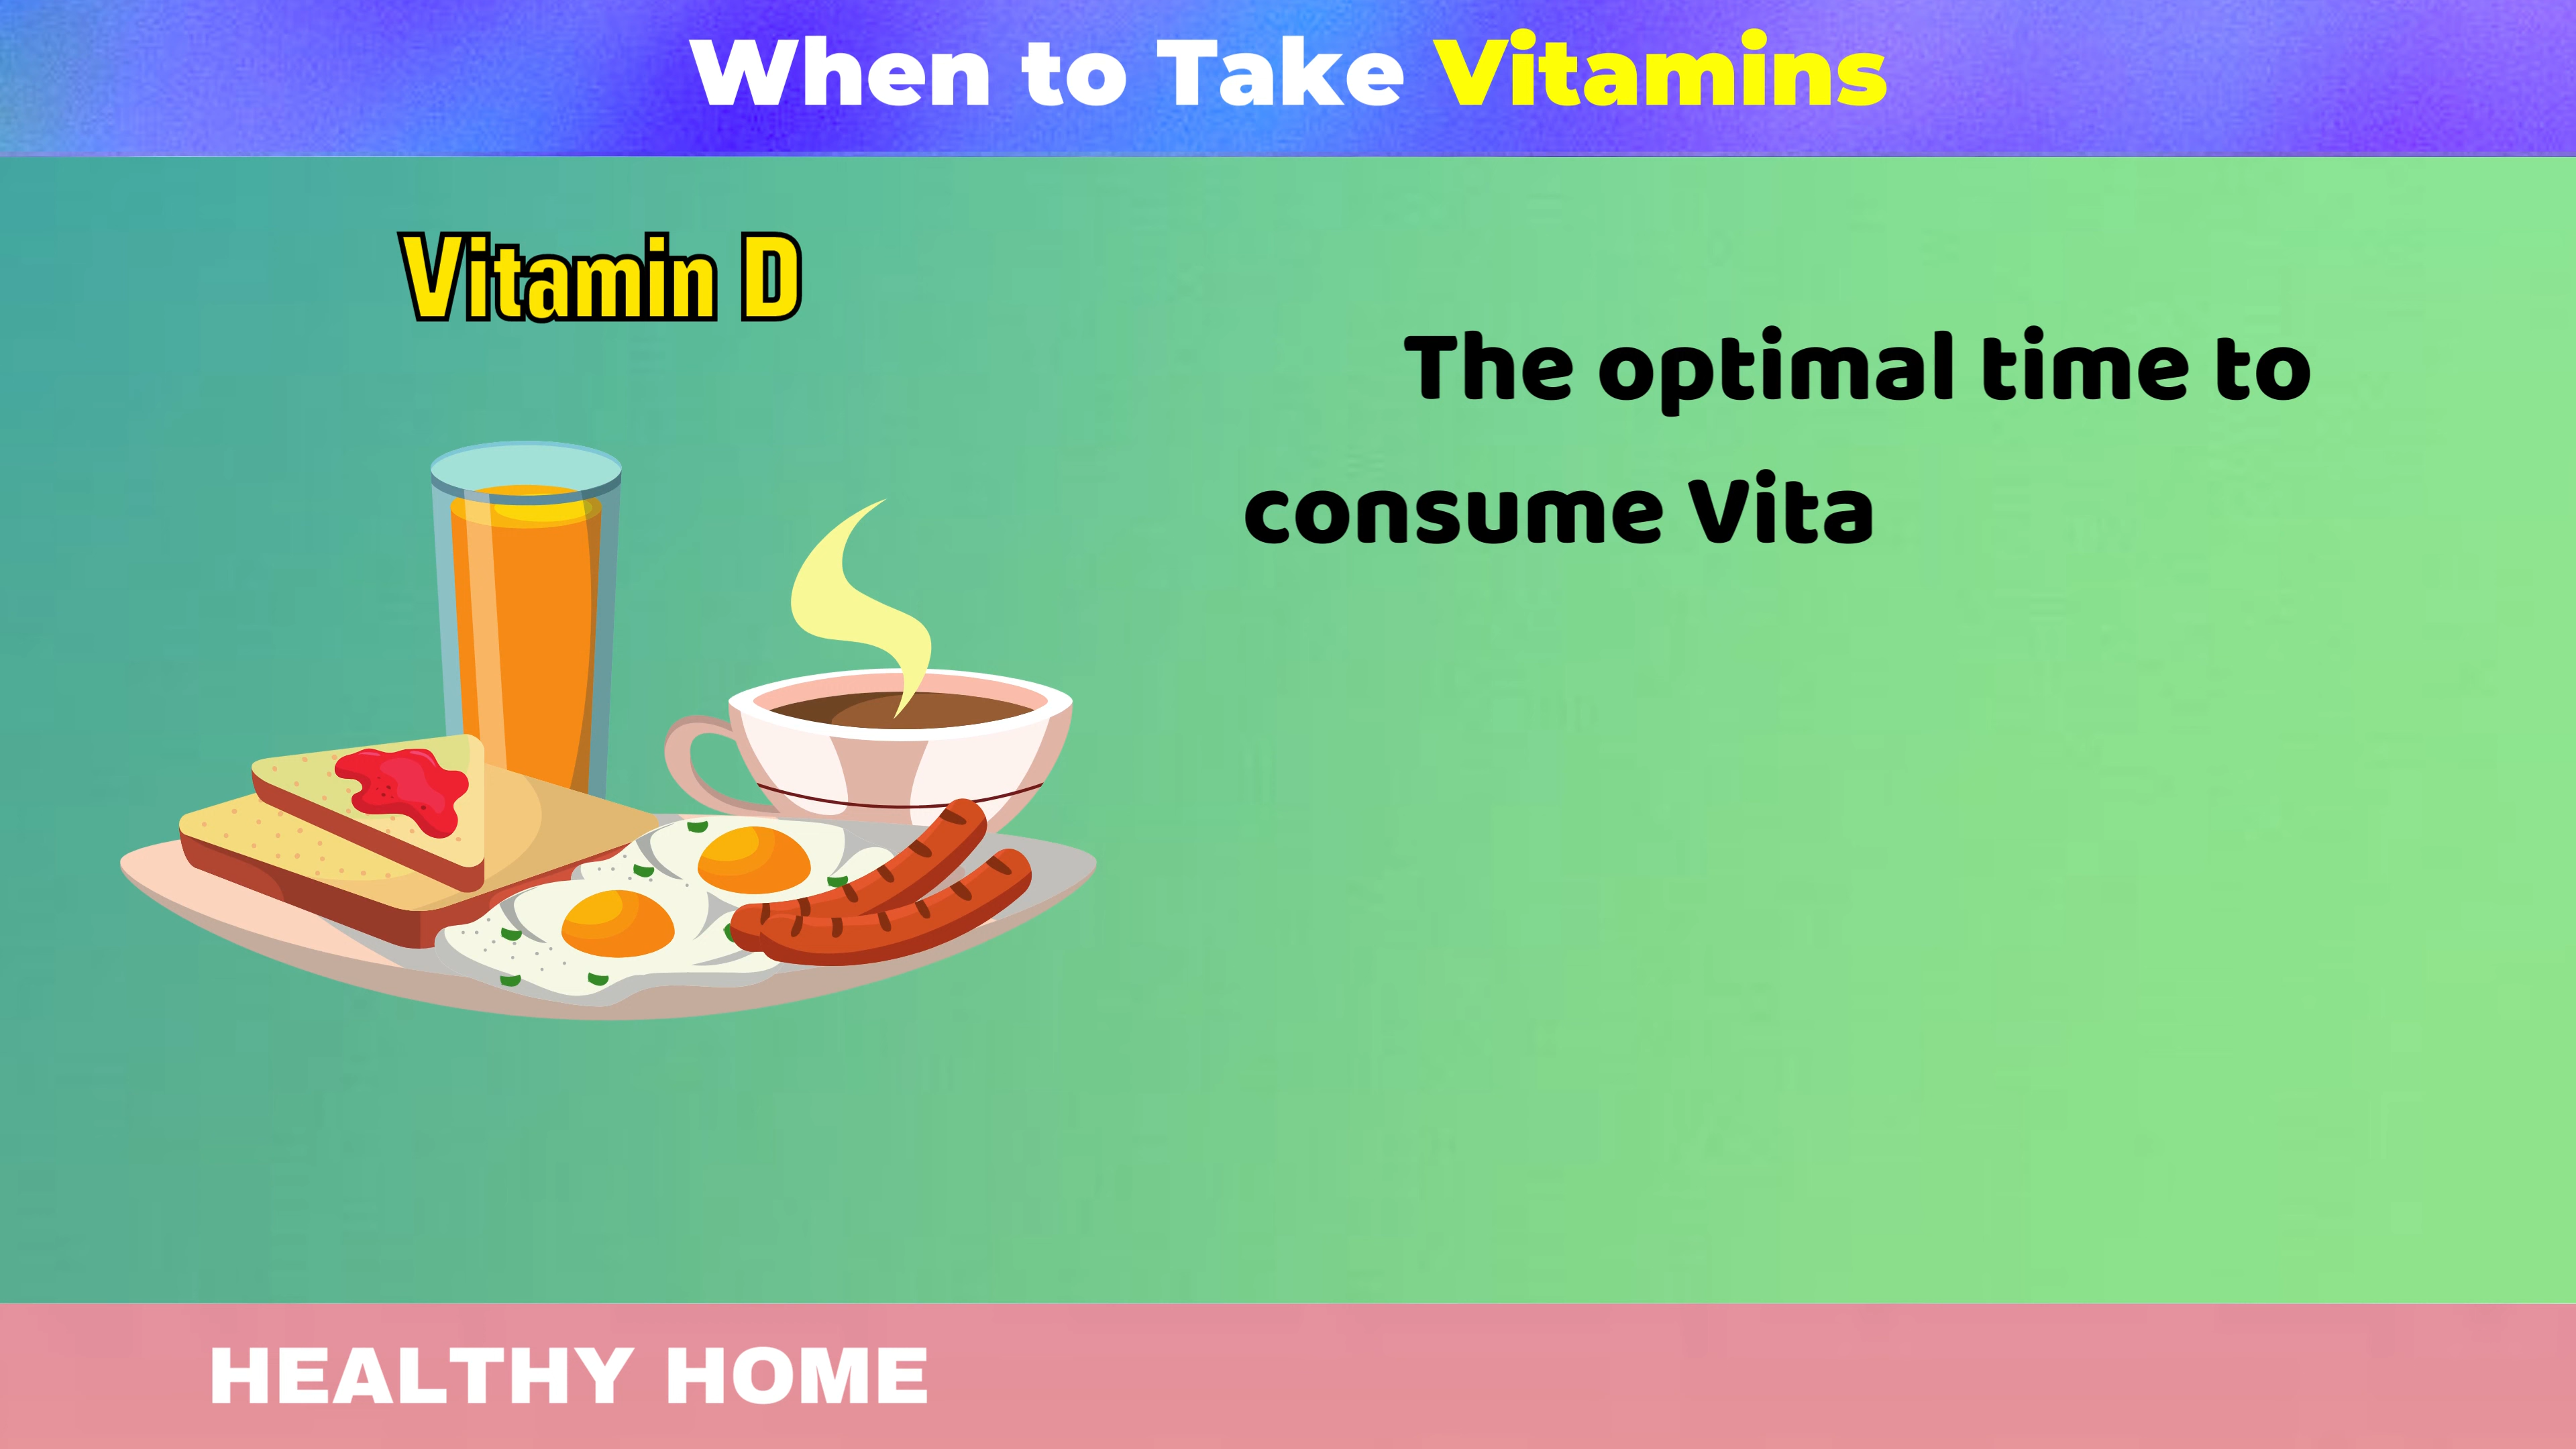 When to Take Vitamins
Vitamin D
The optimal time to
consume Vita
HEALTHY HOME